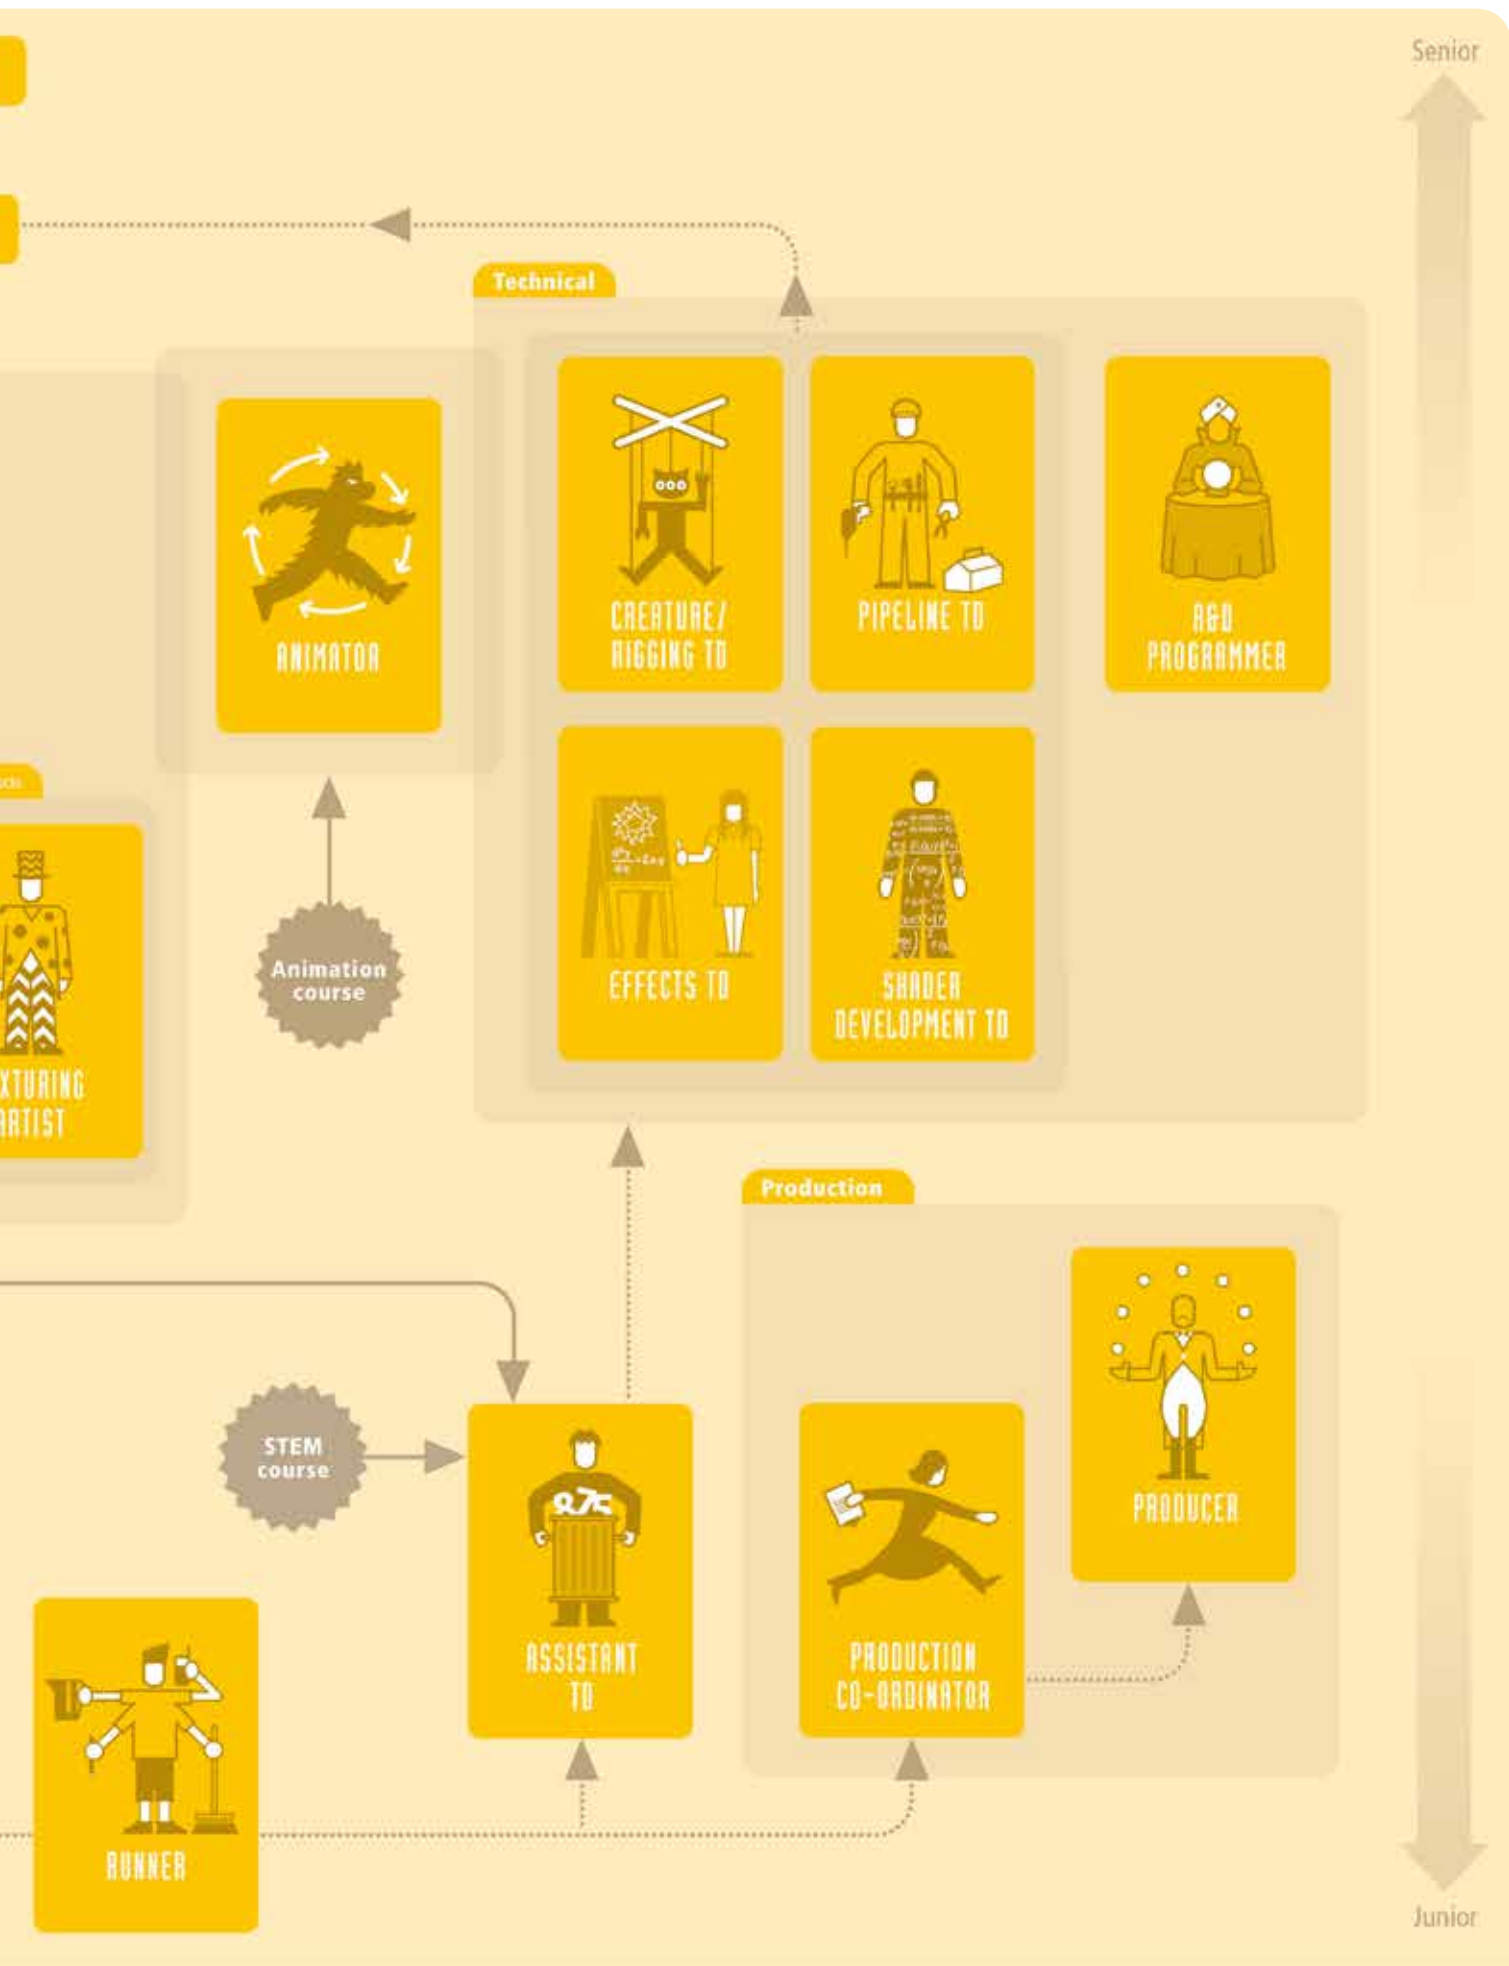 Senior
Technical
CREATURE/
RIGGING TD
PIPELINE TD
R&D
PROGRAMMER
ANIMATOR
EFFECTS TD
SHADER
DEVELOPMENT TD
Animation
course
XTURING
ARTIST
Production
PRODUCER
STEM
course
875
ASSISTANT
TD
PRODUCTION
CO-ORDINATOR
RUNNER
Junior